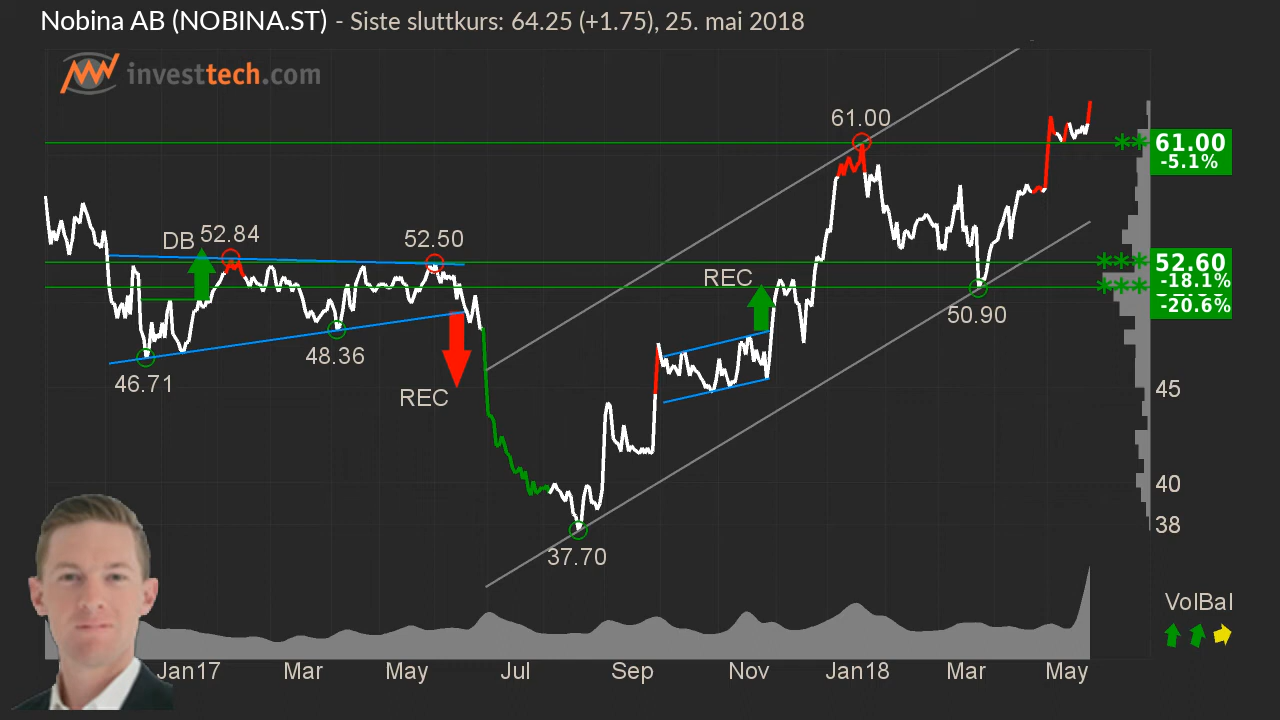 Nobina AB (NOBINA.ST) - Siste sluttkurs: 64.25 (+1.75), 25. mai 2018
investtech.com
61.00
** 61.00
-5.1%
DB 52.84
52.50
** 52.60
-18.1%
REC
***
-20.6%
50.90
48.36
46.71
REC
45
40
38
37.70
VolBal
Jan17 Mar May Jul Sep Nov Jan18 Mar May